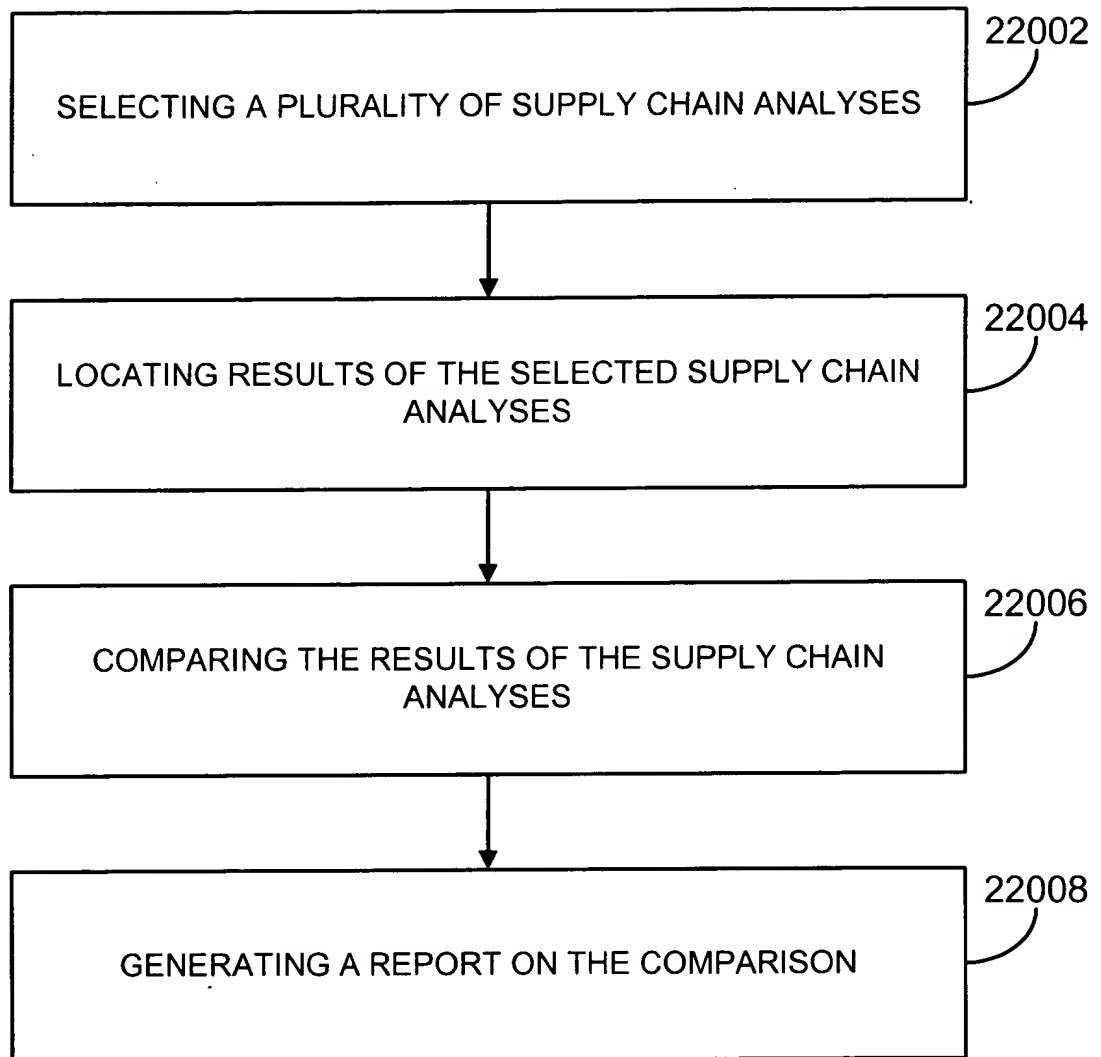 22002
SELECTING A PLURALITY OF SUPPLY CHAIN ANALYSES
22004
LOCATING RESULTS OF THE SELECTED SUPPLY CHAIN
ANALYSES
22006
COMPARING THE RESULTS OF THE SUPPLY CHAIN
ANALYSES
22008
GENERATING A REPORT ON THE COMPARISON